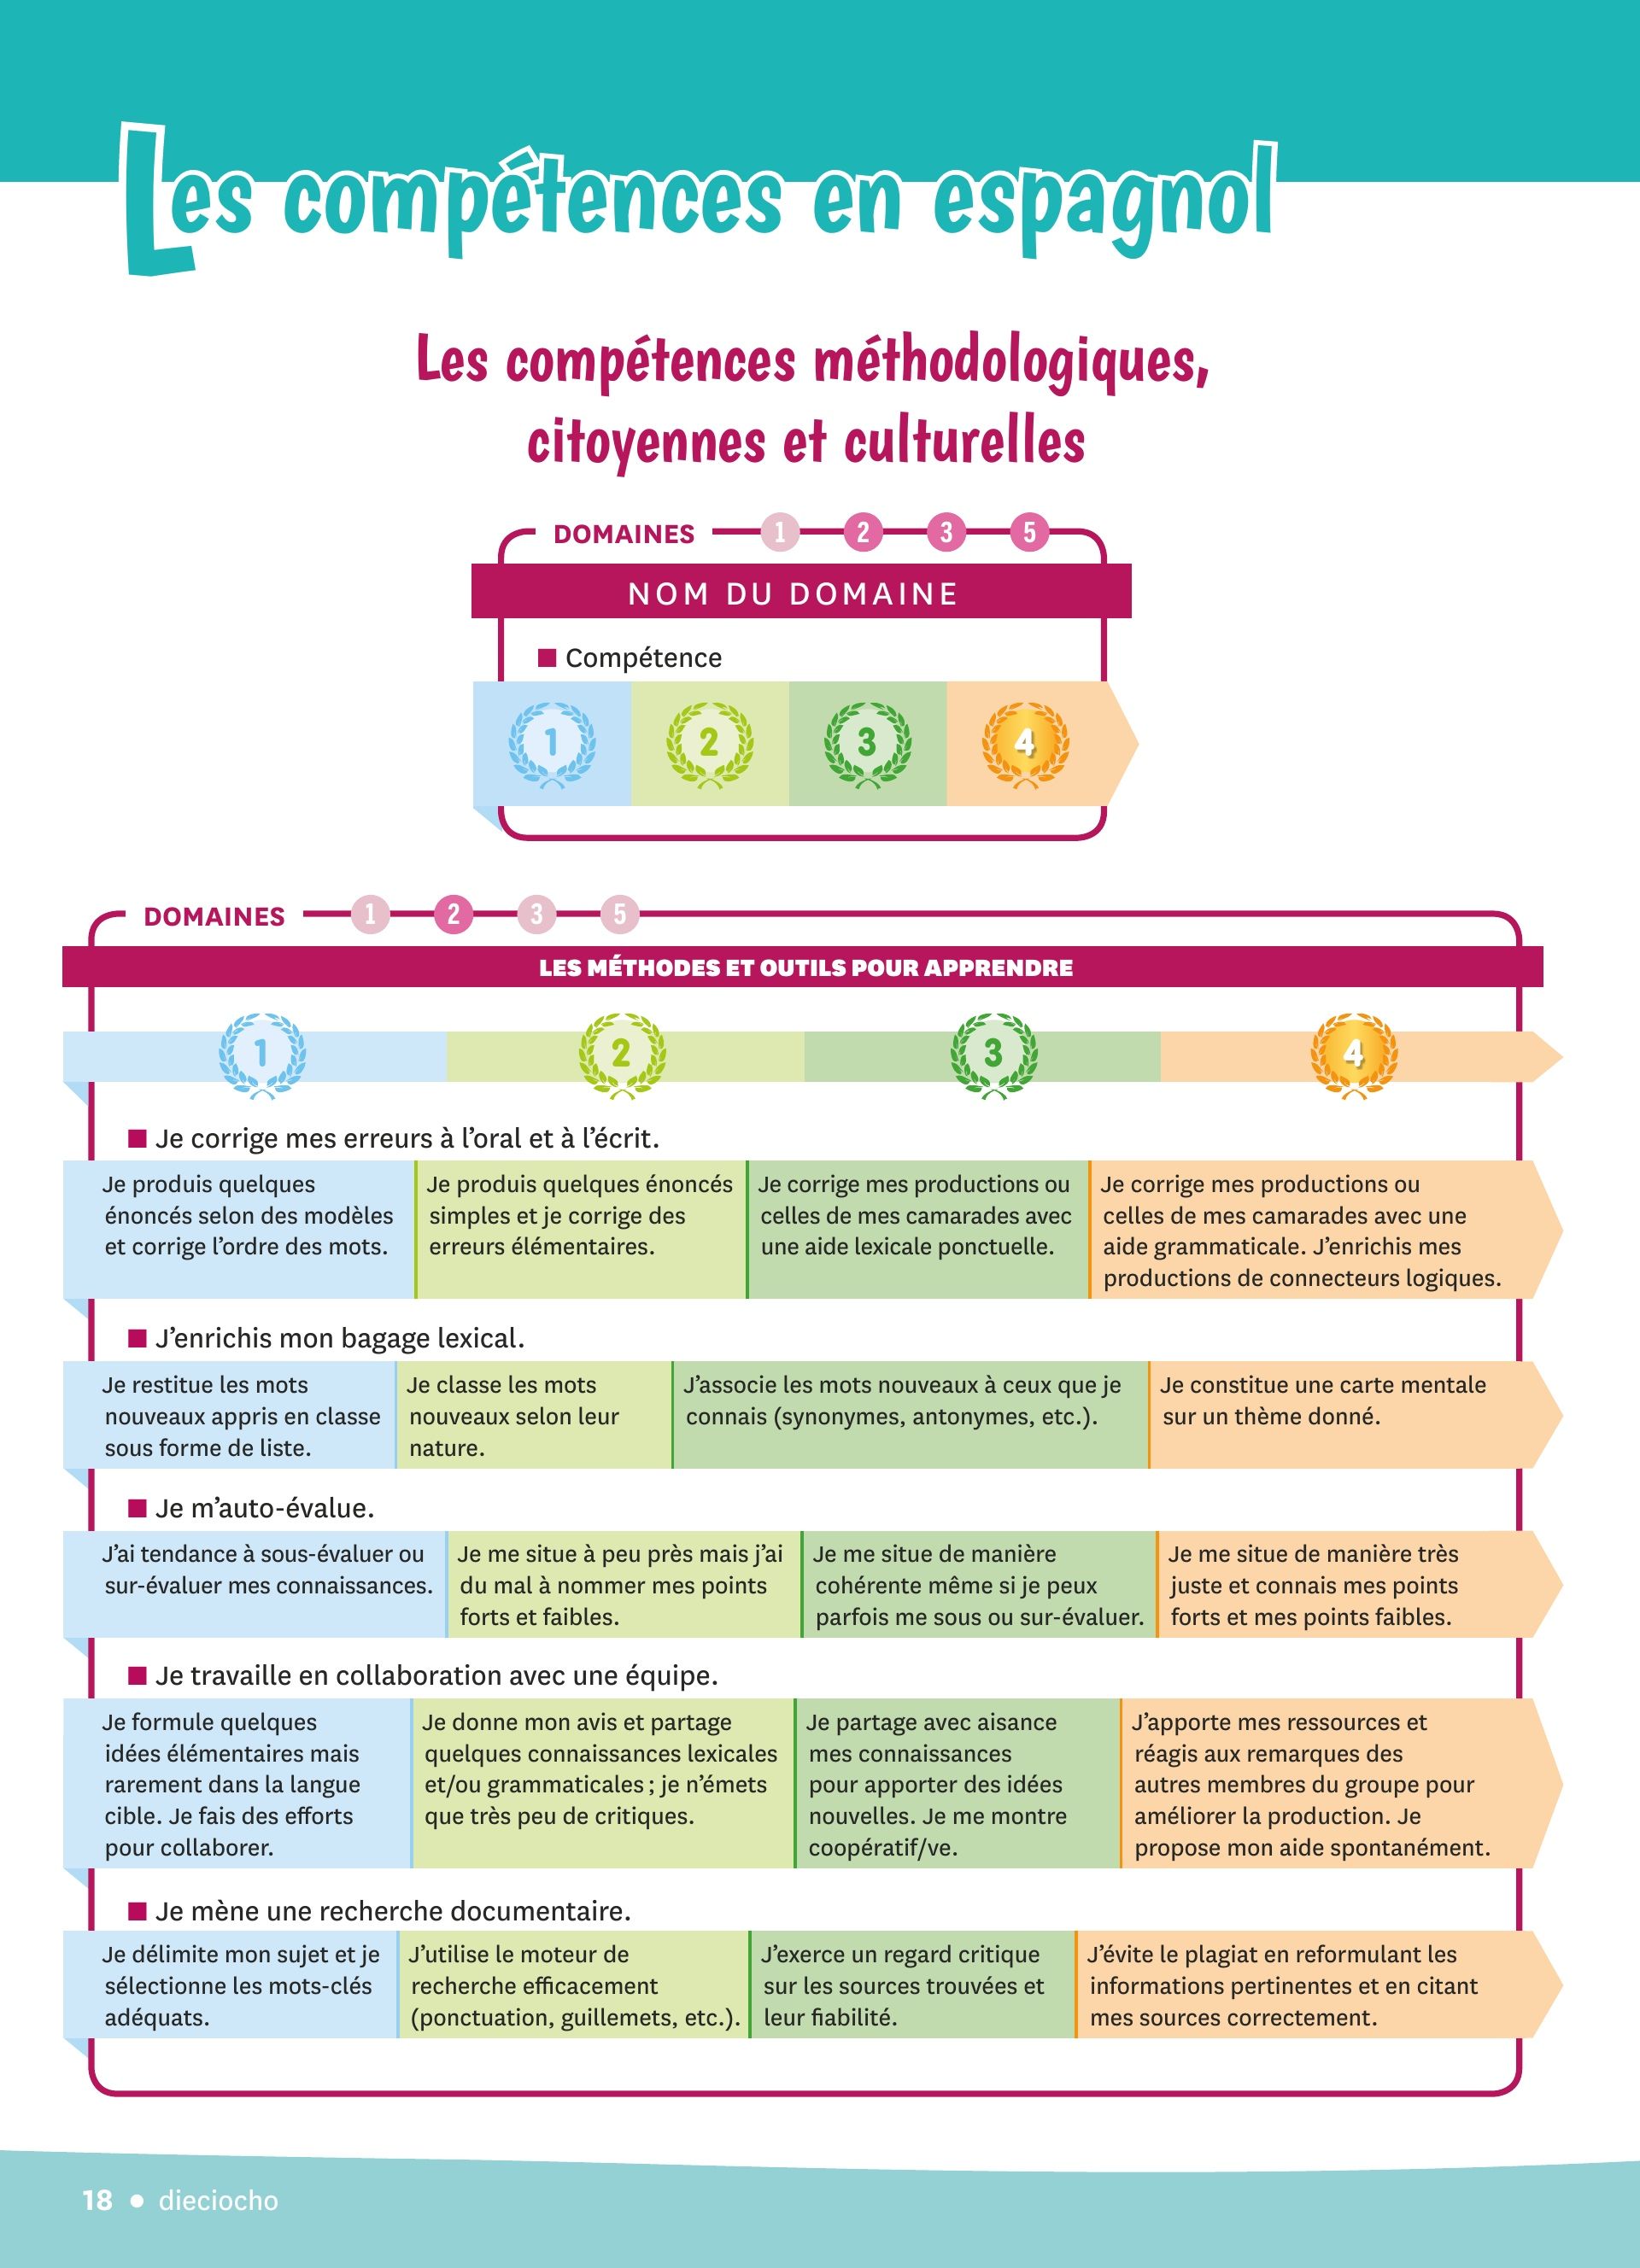 Les compétences en espagnol
Les compétences méthodologiques,
citoyennes et culturelles
DOMAINES 1 2 3 5
NOM DU DOMAINE
Compétence
1 2 3 4
DOMAINES 1 2 3 5
LES MÉTHODES ET OUTILS POUR APPRENDRE
1 2 3 4
Je corrige mes erreurs à l'oral et à l'écrit.
Je produis quelques
énoncés selon des modèles
et corrige l'ordre des mots.
Je produis quelques énoncés
simples et je corrige des
erreurs élémentaires.
Je corrige mes productions ou
celles de mes camarades avec
une aide lexicale ponctuelle.
Je corrige mes productions ou
celles de mes camarades avec une
aide grammaticale. J'enrichis mes
productions de connecteurs logiques.
J'enrichis mon bagage lexical.
Je restitue les mots
nouveaux appris en classe
sous forme de liste.
Je classe les mots
nouveaux selon leur
nature.
J'associe les mots nouveaux à ceux que je
connais (synonymes, antonymes, etc.).
Je constitue une carte mentale
sur un thème donné.
Je m'auto-évalue.
J'ai tendance à sous-évaluer ou
sur-évaluer mes connaissances.
Je me situe à peu près mais j'ai
du mal à nommer mes points
forts et faibles.
Je me situe de manière
cohérente même si je peux
parfois me sous ou sur-évaluer.
Je me situe de manière très
juste et connais mes points
forts et mes points faibles.
Je travaille en collaboration avec une équipe.
Je formule quelques
idées élémentaires mais
rarement dans la langue
cible. Je fais des efforts
pour collaborer.
Je donne mon avis et partage
quelques connaissances lexicales
et/ou grammaticales ; je n'émets
que très peu de critiques.
Je partage avec aisance
mes connaissances
pour apporter des idées
nouvelles. Je me montre
coopératif/ve.
J'apporte mes ressources et
réagis aux remarques des
autres membres du groupe pour
améliorer la production. Je
propose mon aide spontanément.
Je mène une recherche documentaire.
Je délimite mon sujet et je
sélectionne les mots-clés
adéquats.
J'utilise le moteur de
recherche efficacement
(ponctuation, guillemets, etc.).
J'exerce un regard critique
sur les sources trouvées et
leur fiabilité.
J'évite le plagiat en reformulant les
informations pertinentes et en citant
mes sources correctement.
18 • dieciocho